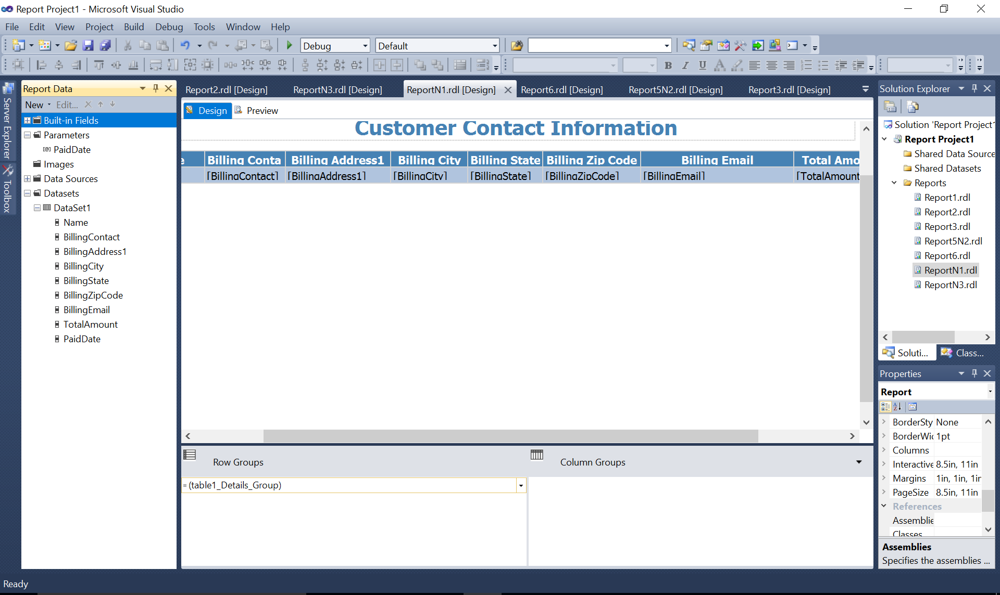 Report Project1 - Microsoft Visual Studio
File Edit View Project Build Debug Tools Window Help
Debug Default
B I U A
Server Explorer
Toolbox
Report Data
New Edit...
Built-in Fields
Parameters
PaidDate
Images
Data Sources
Datasets
DataSet1
Name
BillingContact
BillingAddress1
BillingCity
BillingState
BillingZipCode
BillingEmail
TotalAmount
PaidDate
Report2.rdl [Design] ReportN3.rdl [Design] ReportN1.rdl [Design] Report6.rdl [Design] Report5N2.rdl [Design] Report3.rdl [Design]
Design Preview
Customer Contact Information
e Billing Conta Billing Address1 Billing City Billing State Billing Zip Code Billing Email Total Amo
[BillingContact] [BillingAddress1] [BillingCity] [BillingState] [BillingZipCode] [BillingEmail] [TotalAmount
Row Groups Column Groups
(table1_Details_Group)
Solution Explorer
Solution 'Report Project1
Report Project1
Shared Data Source
Shared Datasets
Reports
Report1.rdl
Report2.rdl
Report3.rdl
Report5N2.rdl
Report6.rdl
ReportN1.rdl
ReportN3.rdl
Soluti... Class...
Properties
Report
BorderSty None
BorderWic 1pt
Columns
Interactive 8.5in, 11in
Margins 1in, 1in, 1in
PageSize 8.5in, 11in
References
Assemblie
Classes
Assemblies
Specifies the assemblies ...
Ready